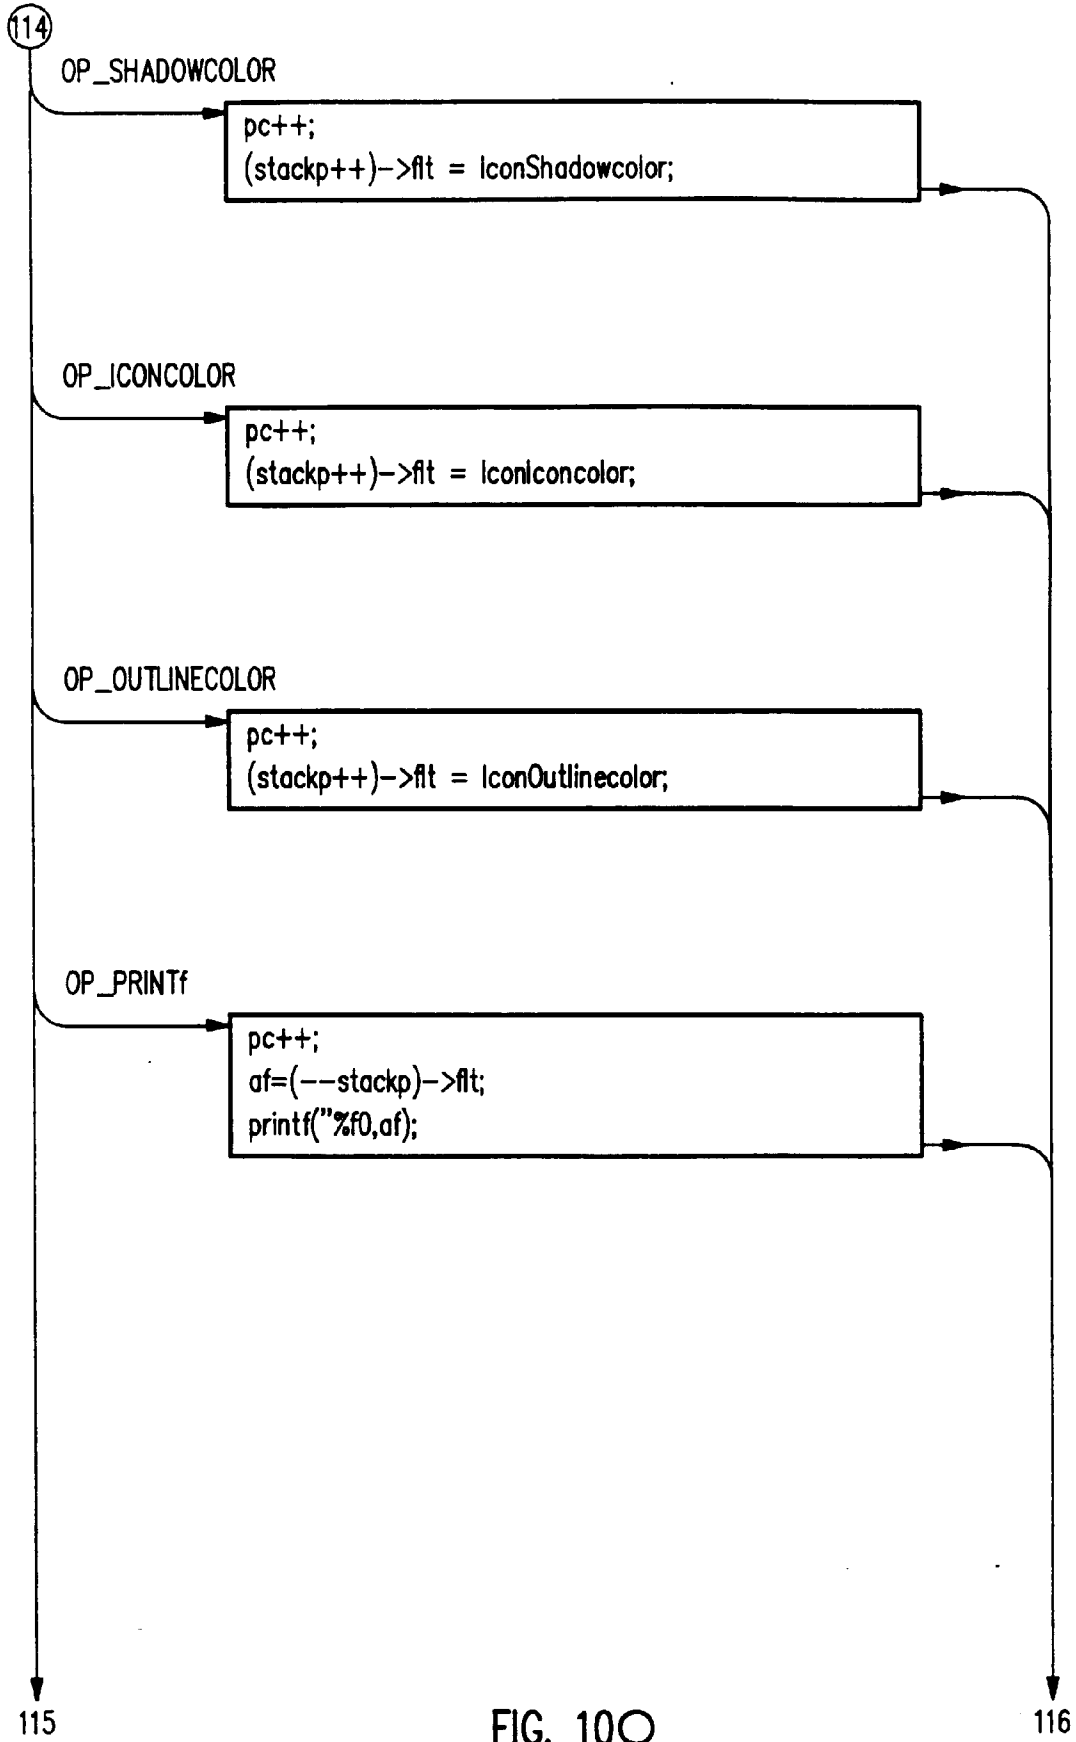 114
OP_SHADOWCOLOR
pc++;
(stackp++)->flt = IconShadowcolor;
OP_ICONCOLOR
pc++;
(stackp++)->flt = IconIconcolor;
OP_OUTLINECOLOR
pc++;
(stackp++)->flt = IconOutlinecolor;
OP_PRINTf
pc++;
af=(--stackp)->flt;
printf("%f0,af);
115
FIG. 10O
116